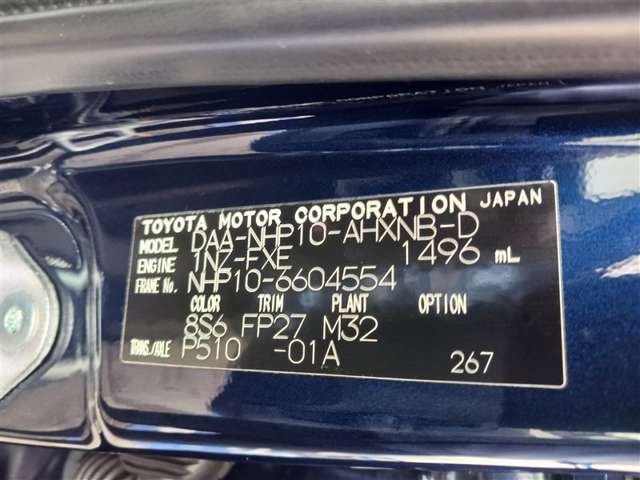 TOYOTA MOTOR CORPORATION JAPAN
MODEL DAA-NHP10-AHXNB-D
ENGINE 1NZ-FXE 1496 mL
FRAME No. NHP10-6604554
COLOR TRIM PLANT OPTION
8S6 FP27 M32
TRANS./AXLE P510 -01A 267